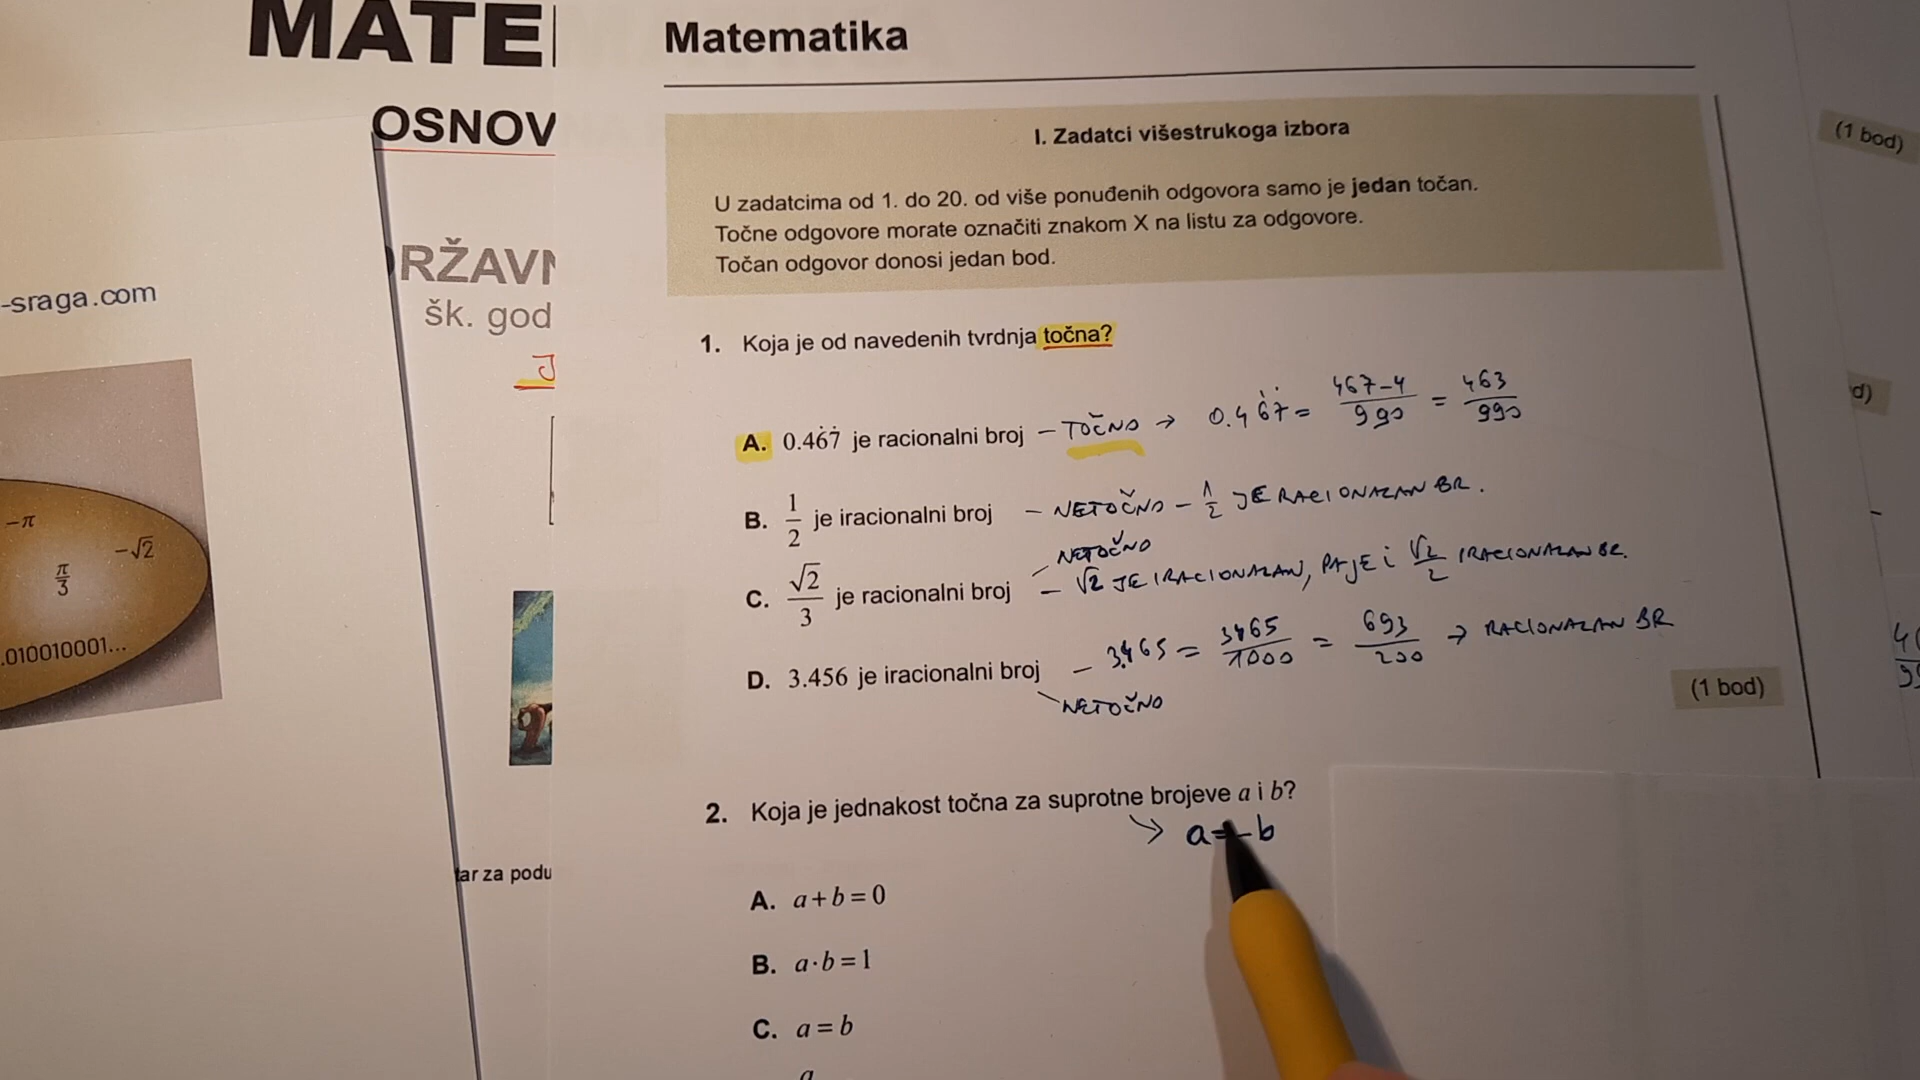 MATE
OSNOV
RŽAVN
šk. god
-sraga.com
-π
-√2
π/3
.010010001...
tar za podu
Matematika
I. Zadatci višestrukoga izbora
U zadatcima od 1. do 20. od više ponuđenih odgovora samo je jedan točan.
Točne odgovore morate označiti znakom X na listu za odgovore.
Točan odgovor donosi jedan bod.
1. Koja je od navedenih tvrdnja točna?
A. 0.46̇7̇ je racionalni broj – TOČNO → 0.46̇7̇ = (467-4)/990 = 463/990
B. 1/2 je iracionalni broj – NETOČNO – 1/2 JE RACIONALAN BR.
NETOČNO
C. √2/3 je racionalni broj – √2 JE IRACIONALAN, PA JE I √2/2 IRACIONALAN BR.
D. 3.456 je iracionalni broj – 3.465 = 3465/1000 = 693/200 → RACIONALAN BR
NETOČNO
(1 bod)
2. Koja je jednakost točna za suprotne brojeve a i b?
→ a=-b
A. a+b=0
B. a·b=1
C. a=b
a
(1 bod)
d)